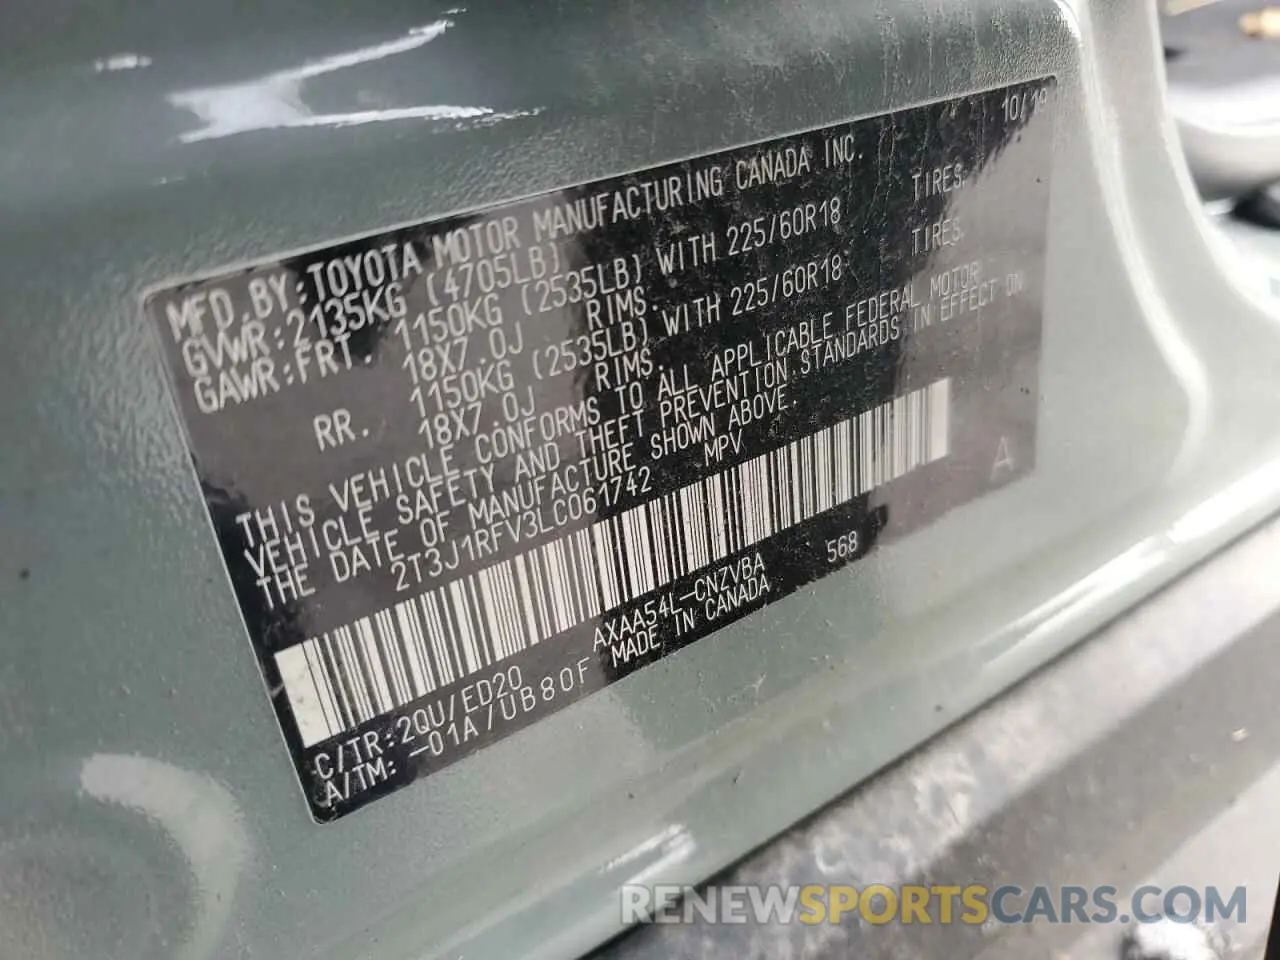 MFD. BY: TOYOTA MOTOR MANUFACTURING CANADA INC. 10/19
GVWR: 2135KG (4705LB)
GAWR: FRT. 1150KG (2535LB) WITH 225/60R18 TIRES,
18X7.0J RIMS.
RR. 1150KG (2535LB) WITH 225/60R18 TIRES,
18X7.0J RIMS.
THIS VEHICLE CONFORMS TO ALL APPLICABLE FEDERAL MOTOR
VEHICLE SAFETY AND THEFT PREVENTION STANDARDS IN EFFECT ON
THE DATE OF MANUFACTURE SHOWN ABOVE.
2T3J1RFV3LC061742 MPV
A
C/TR: 2QU/ED20 AXAA54L-CNZVBA 568
A/TM: -01A/UB80F MADE IN CANADA
RENEWSPORTSCARS.COM